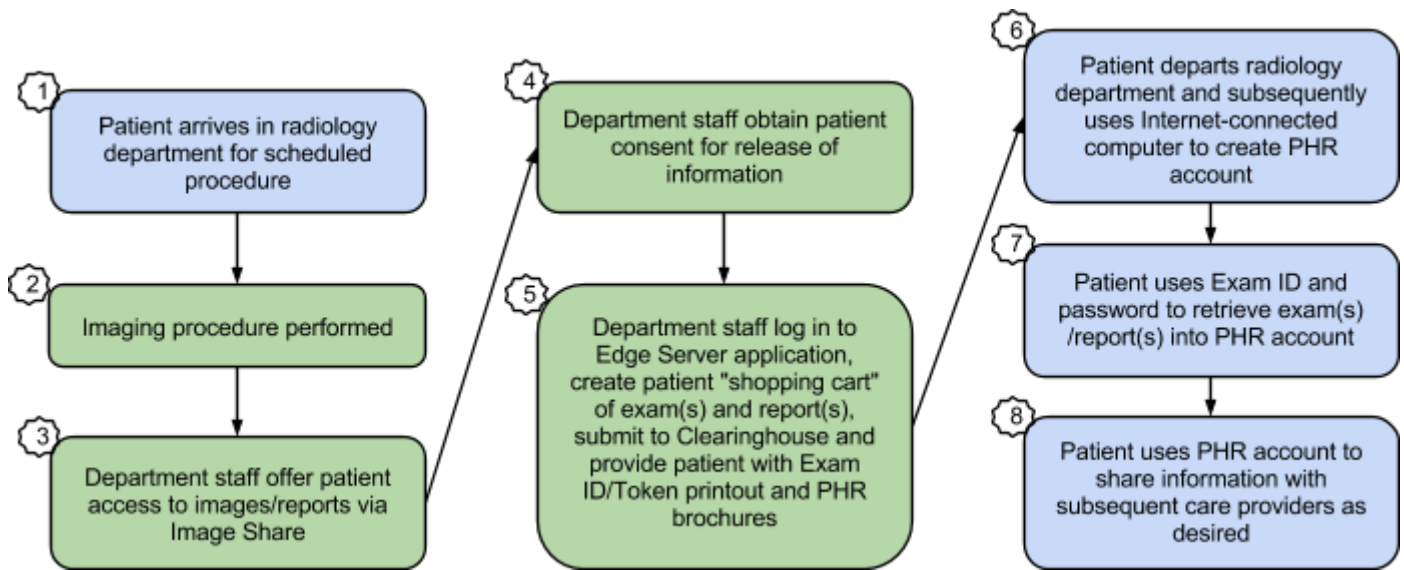 1
Patient arrives in radiology
department for scheduled
procedure
2
Imaging procedure performed
3
Department staff offer patient
access to images/reports via
Image Share
4
Department staff obtain patient
consent for release of
information
5
Department staff log in to
Edge Server application,
create patient "shopping cart"
of exam(s) and report(s),
submit to Clearinghouse and
provide patient with Exam
ID/Token printout and PHR
brochures
6
Patient departs radiology
department and subsequently
uses Internet-connected
computer to create PHR
account
7
Patient uses Exam ID and
password to retrieve exam(s)
/report(s) into PHR account
8
Patient uses PHR account to
share information with
subsequent care providers as
desired